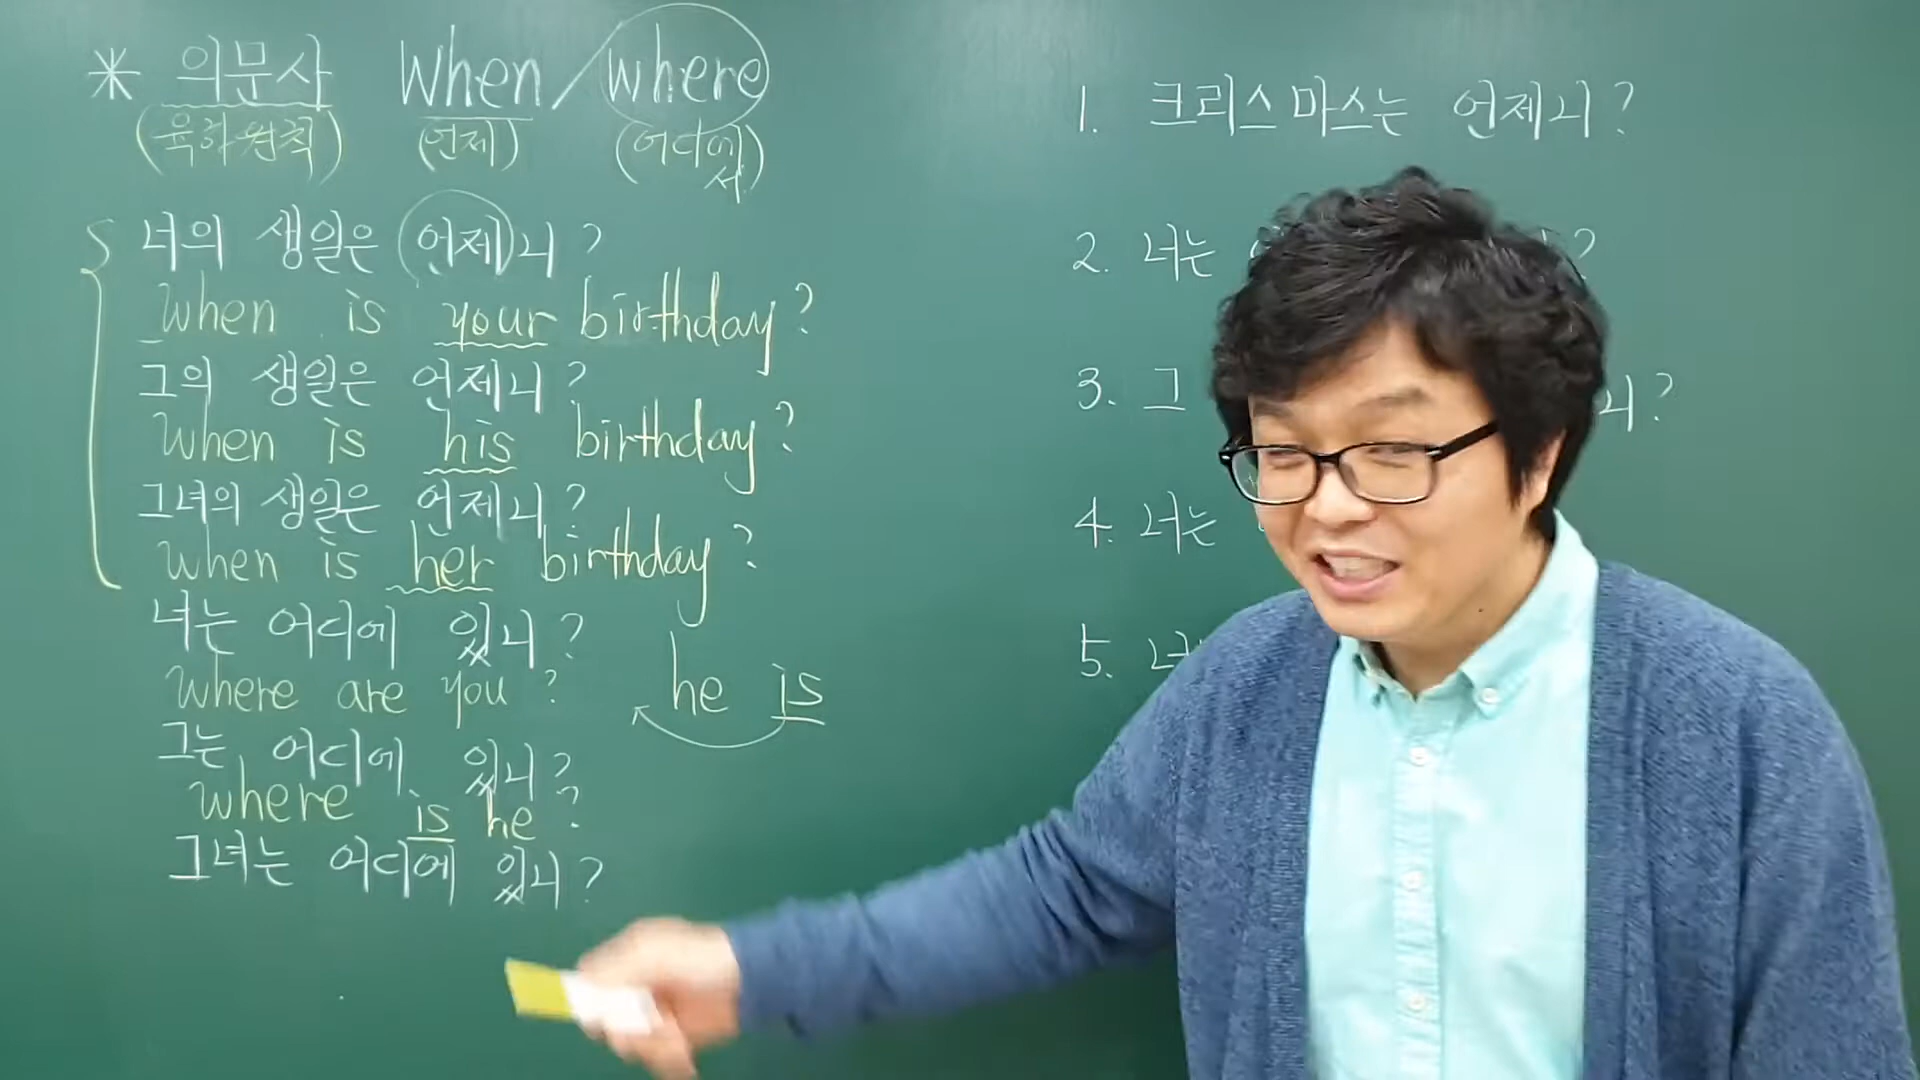 * 의문사 When / where
(육하원칙) (언제) (어디에서)
너의 생일은 언제니?
When is your birthday?
그의 생일은 언제니?
When is his birthday?
그녀의 생일은 언제니?
when is her birthday?
너는 어디에 있니?
where are you?
he is
그는 어디에 있니?
where is he?
그녀는 어디에 있니?
1. 크리스마스는 언제니?
2. 너는 ?
3. 그 니?
4. 너는
5.